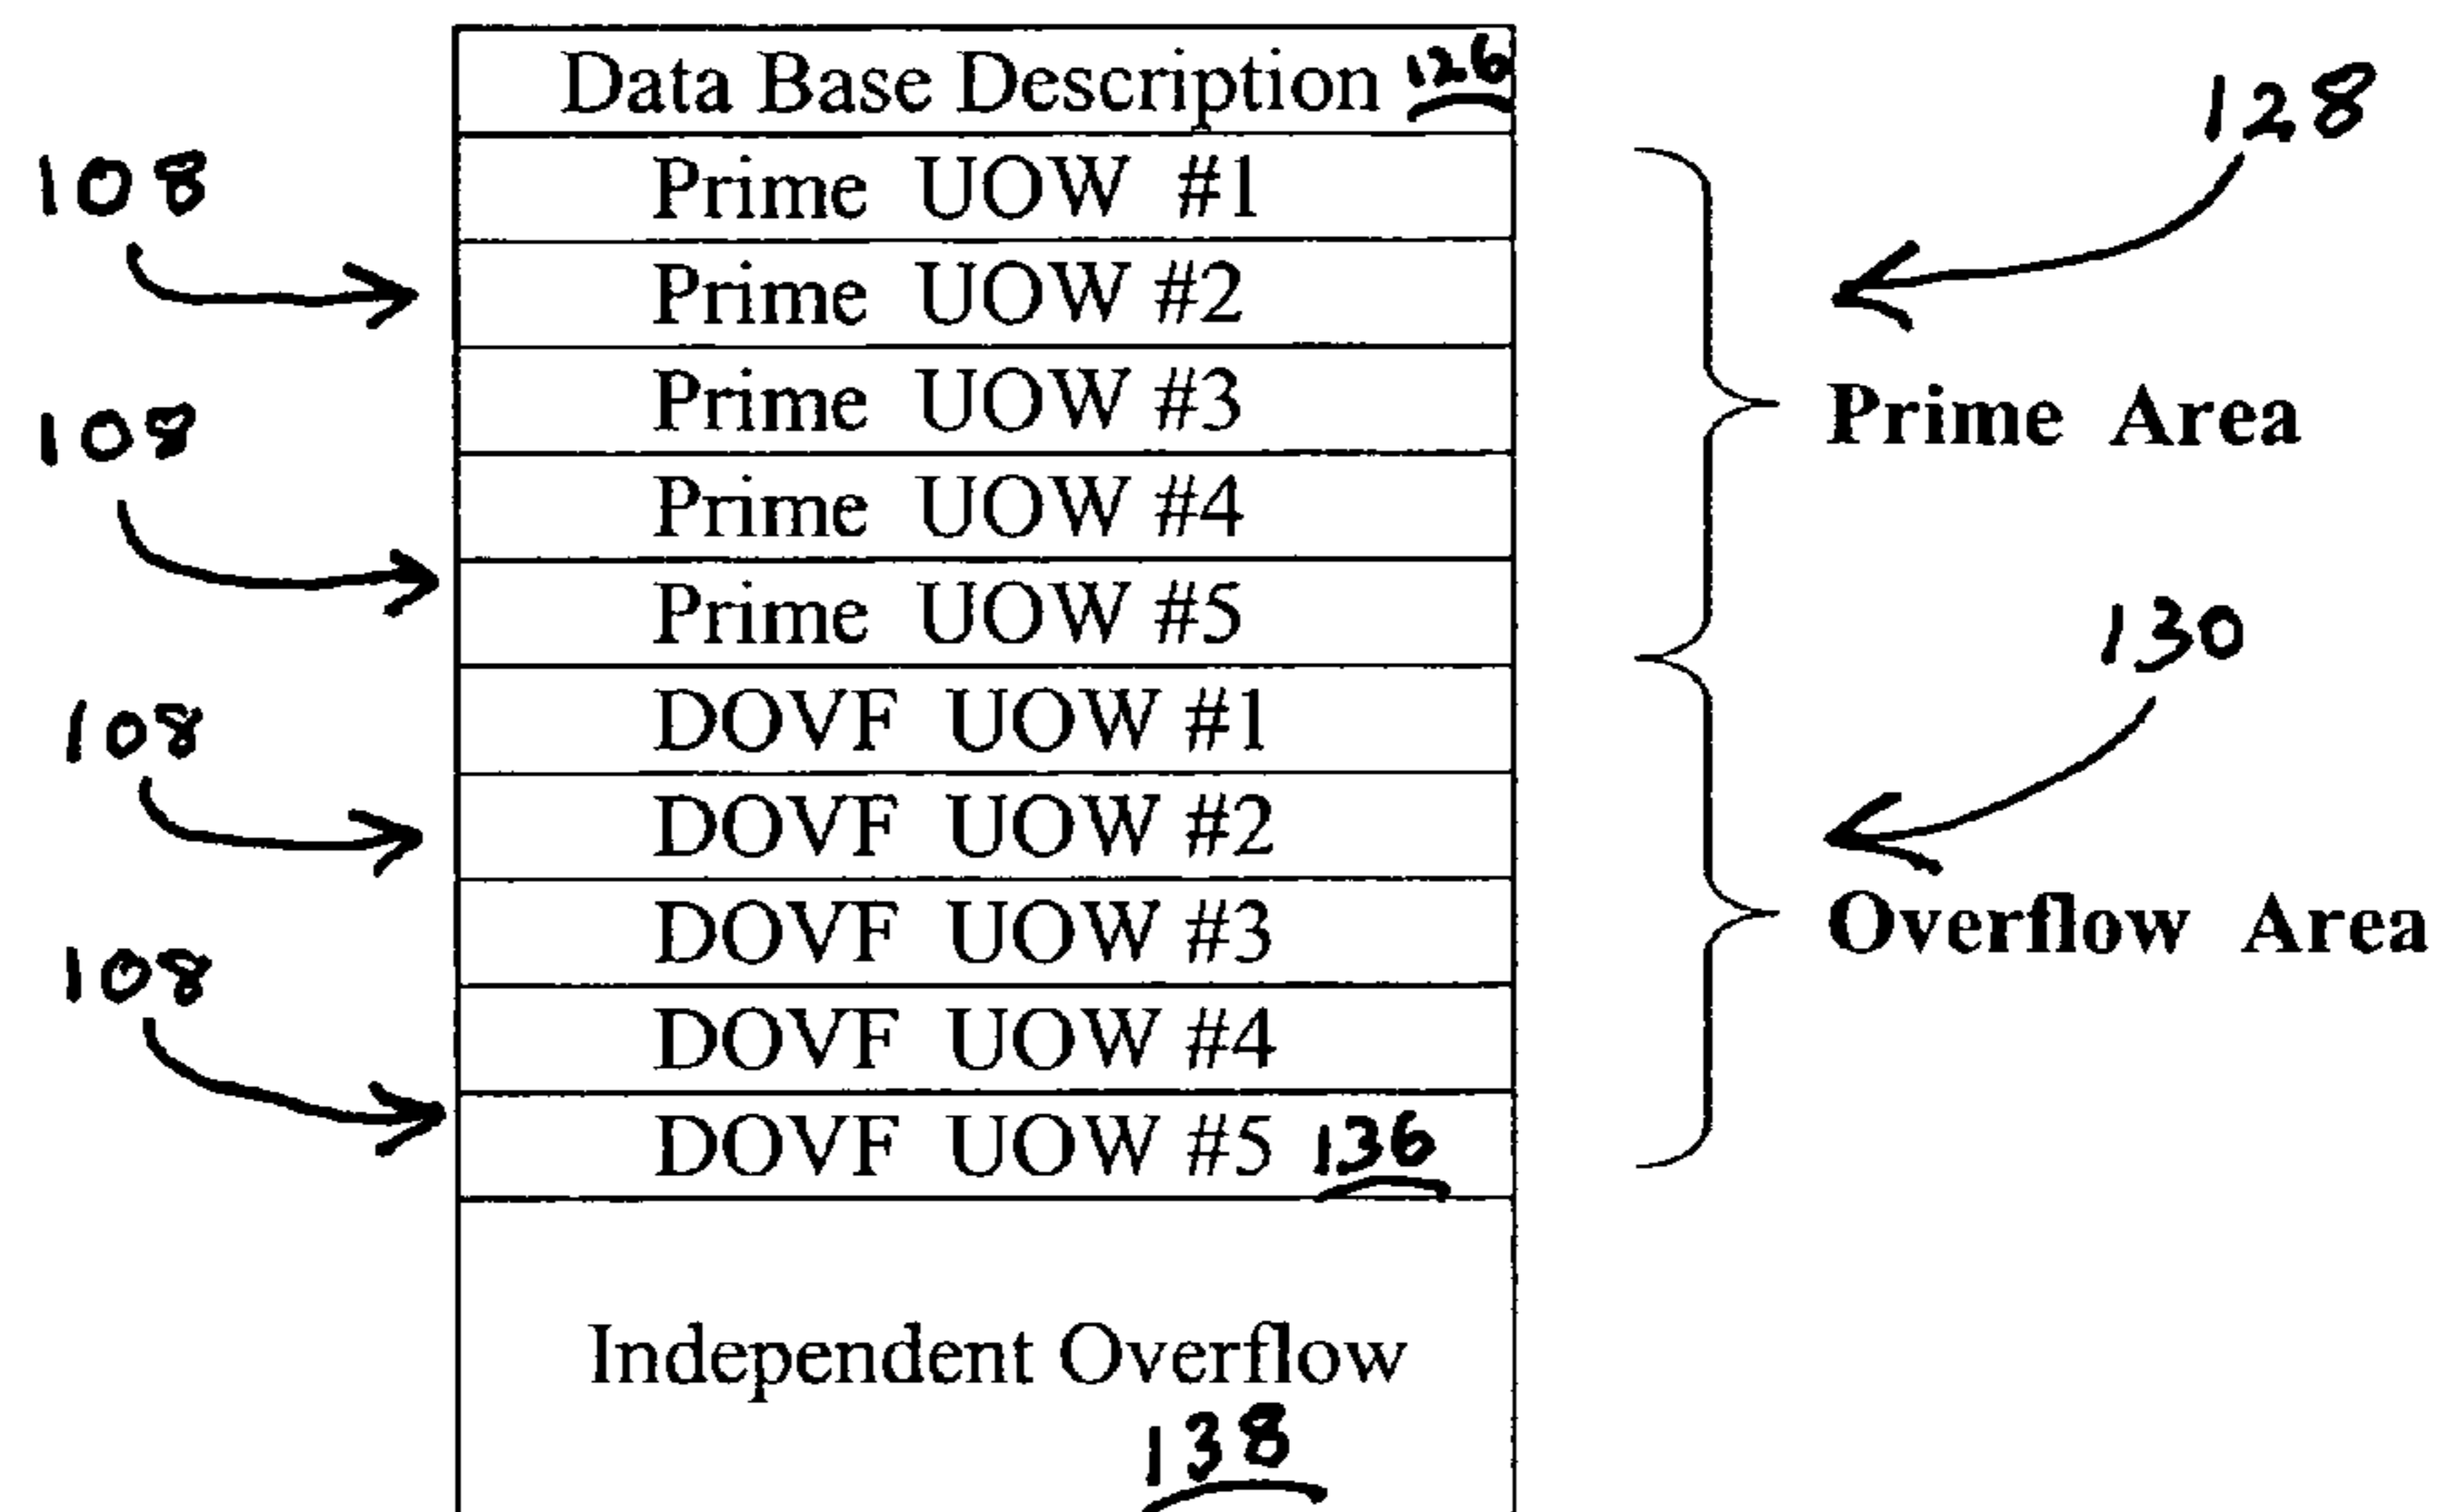 Data Base Description 126
128
108
Prime UOW #1
Prime UOW #2
Prime UOW #3
Prime Area
108
Prime UOW #4
Prime UOW #5
130
108
DOVF UOW #1
DOVF UOW #2
DOVF UOW #3
Overflow Area
108
DOVF UOW #4
DOVF UOW #5 136
Independent Overflow
138